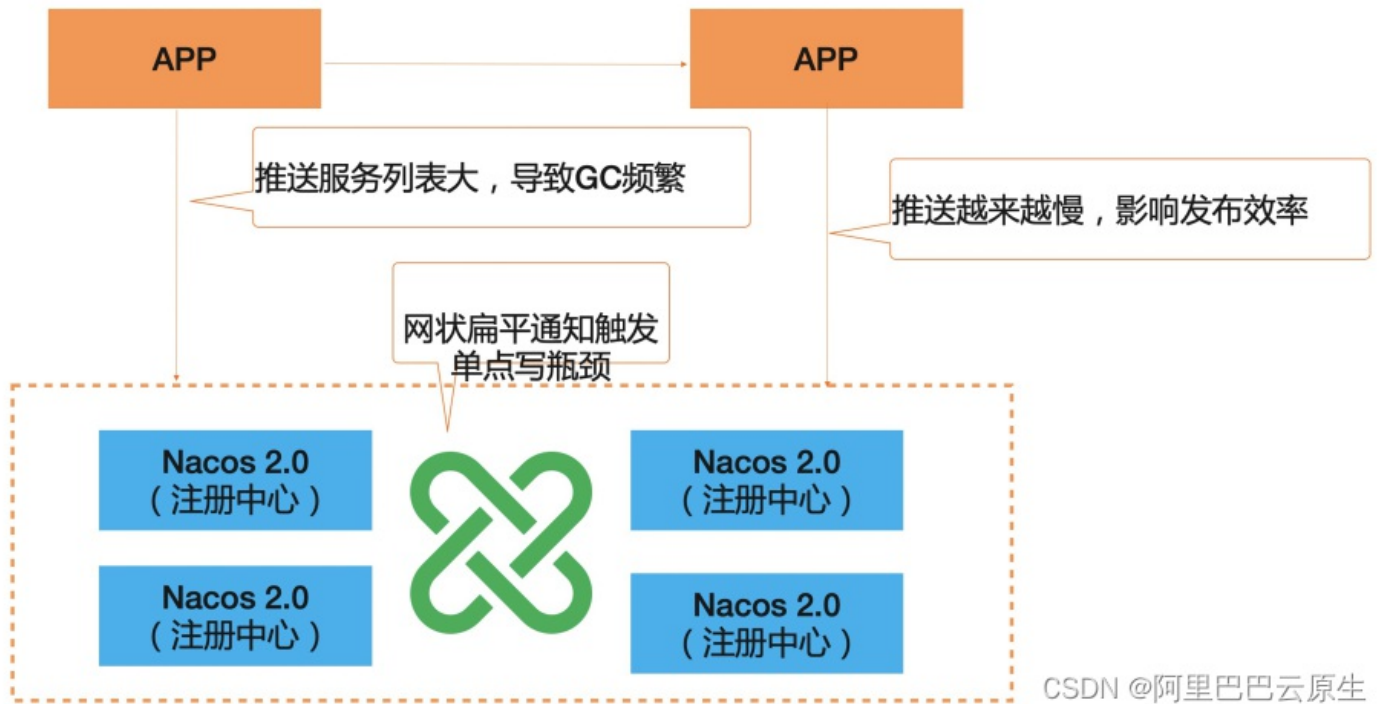 APP
APP
推送服务列表大，导致GC频繁
推送越来越慢，影响发布效率
网状扁平通知触发
单点写瓶颈
Nacos 2.0
（注册中心）
Nacos 2.0
（注册中心）
Nacos 2.0
（注册中心）
Nacos 2.0
（注册中心）
CSDN @阿里巴巴云原生